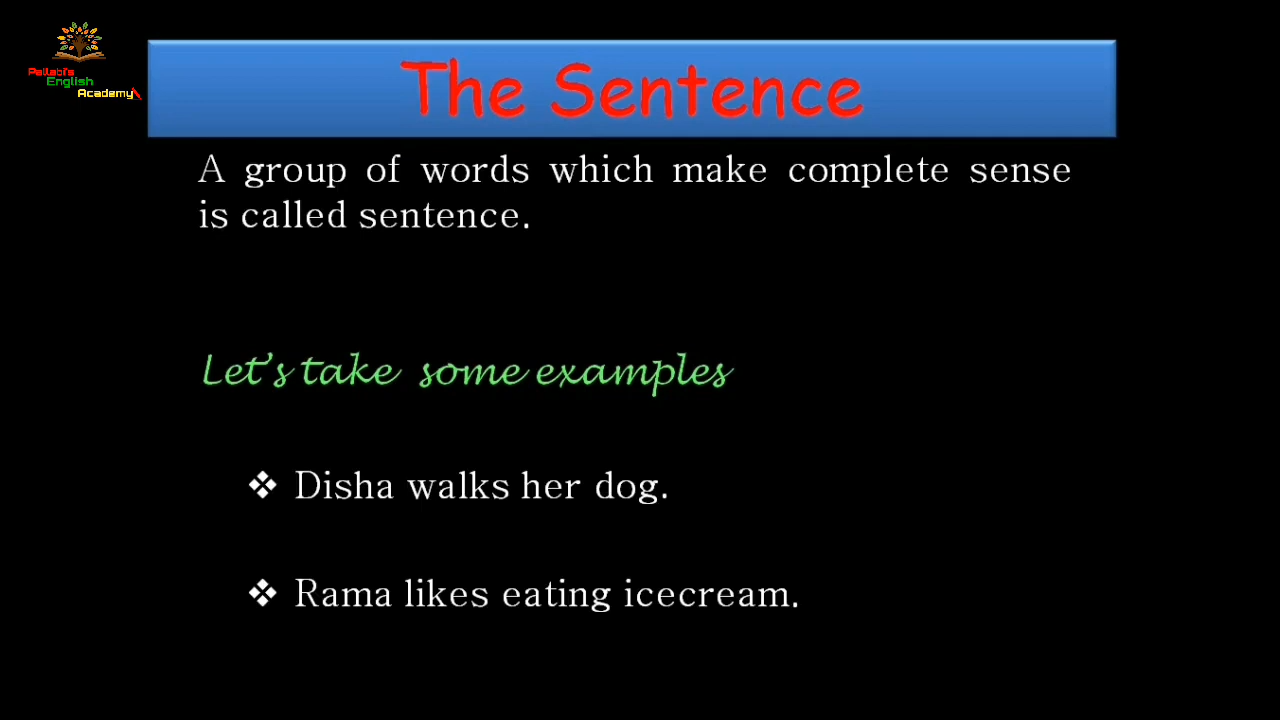 Pallabi's
English
Academy
The Sentence
A group of words which make complete sense
is called sentence.
Let's take some examples
❖ Disha walks her dog.
❖ Rama likes eating icecream.